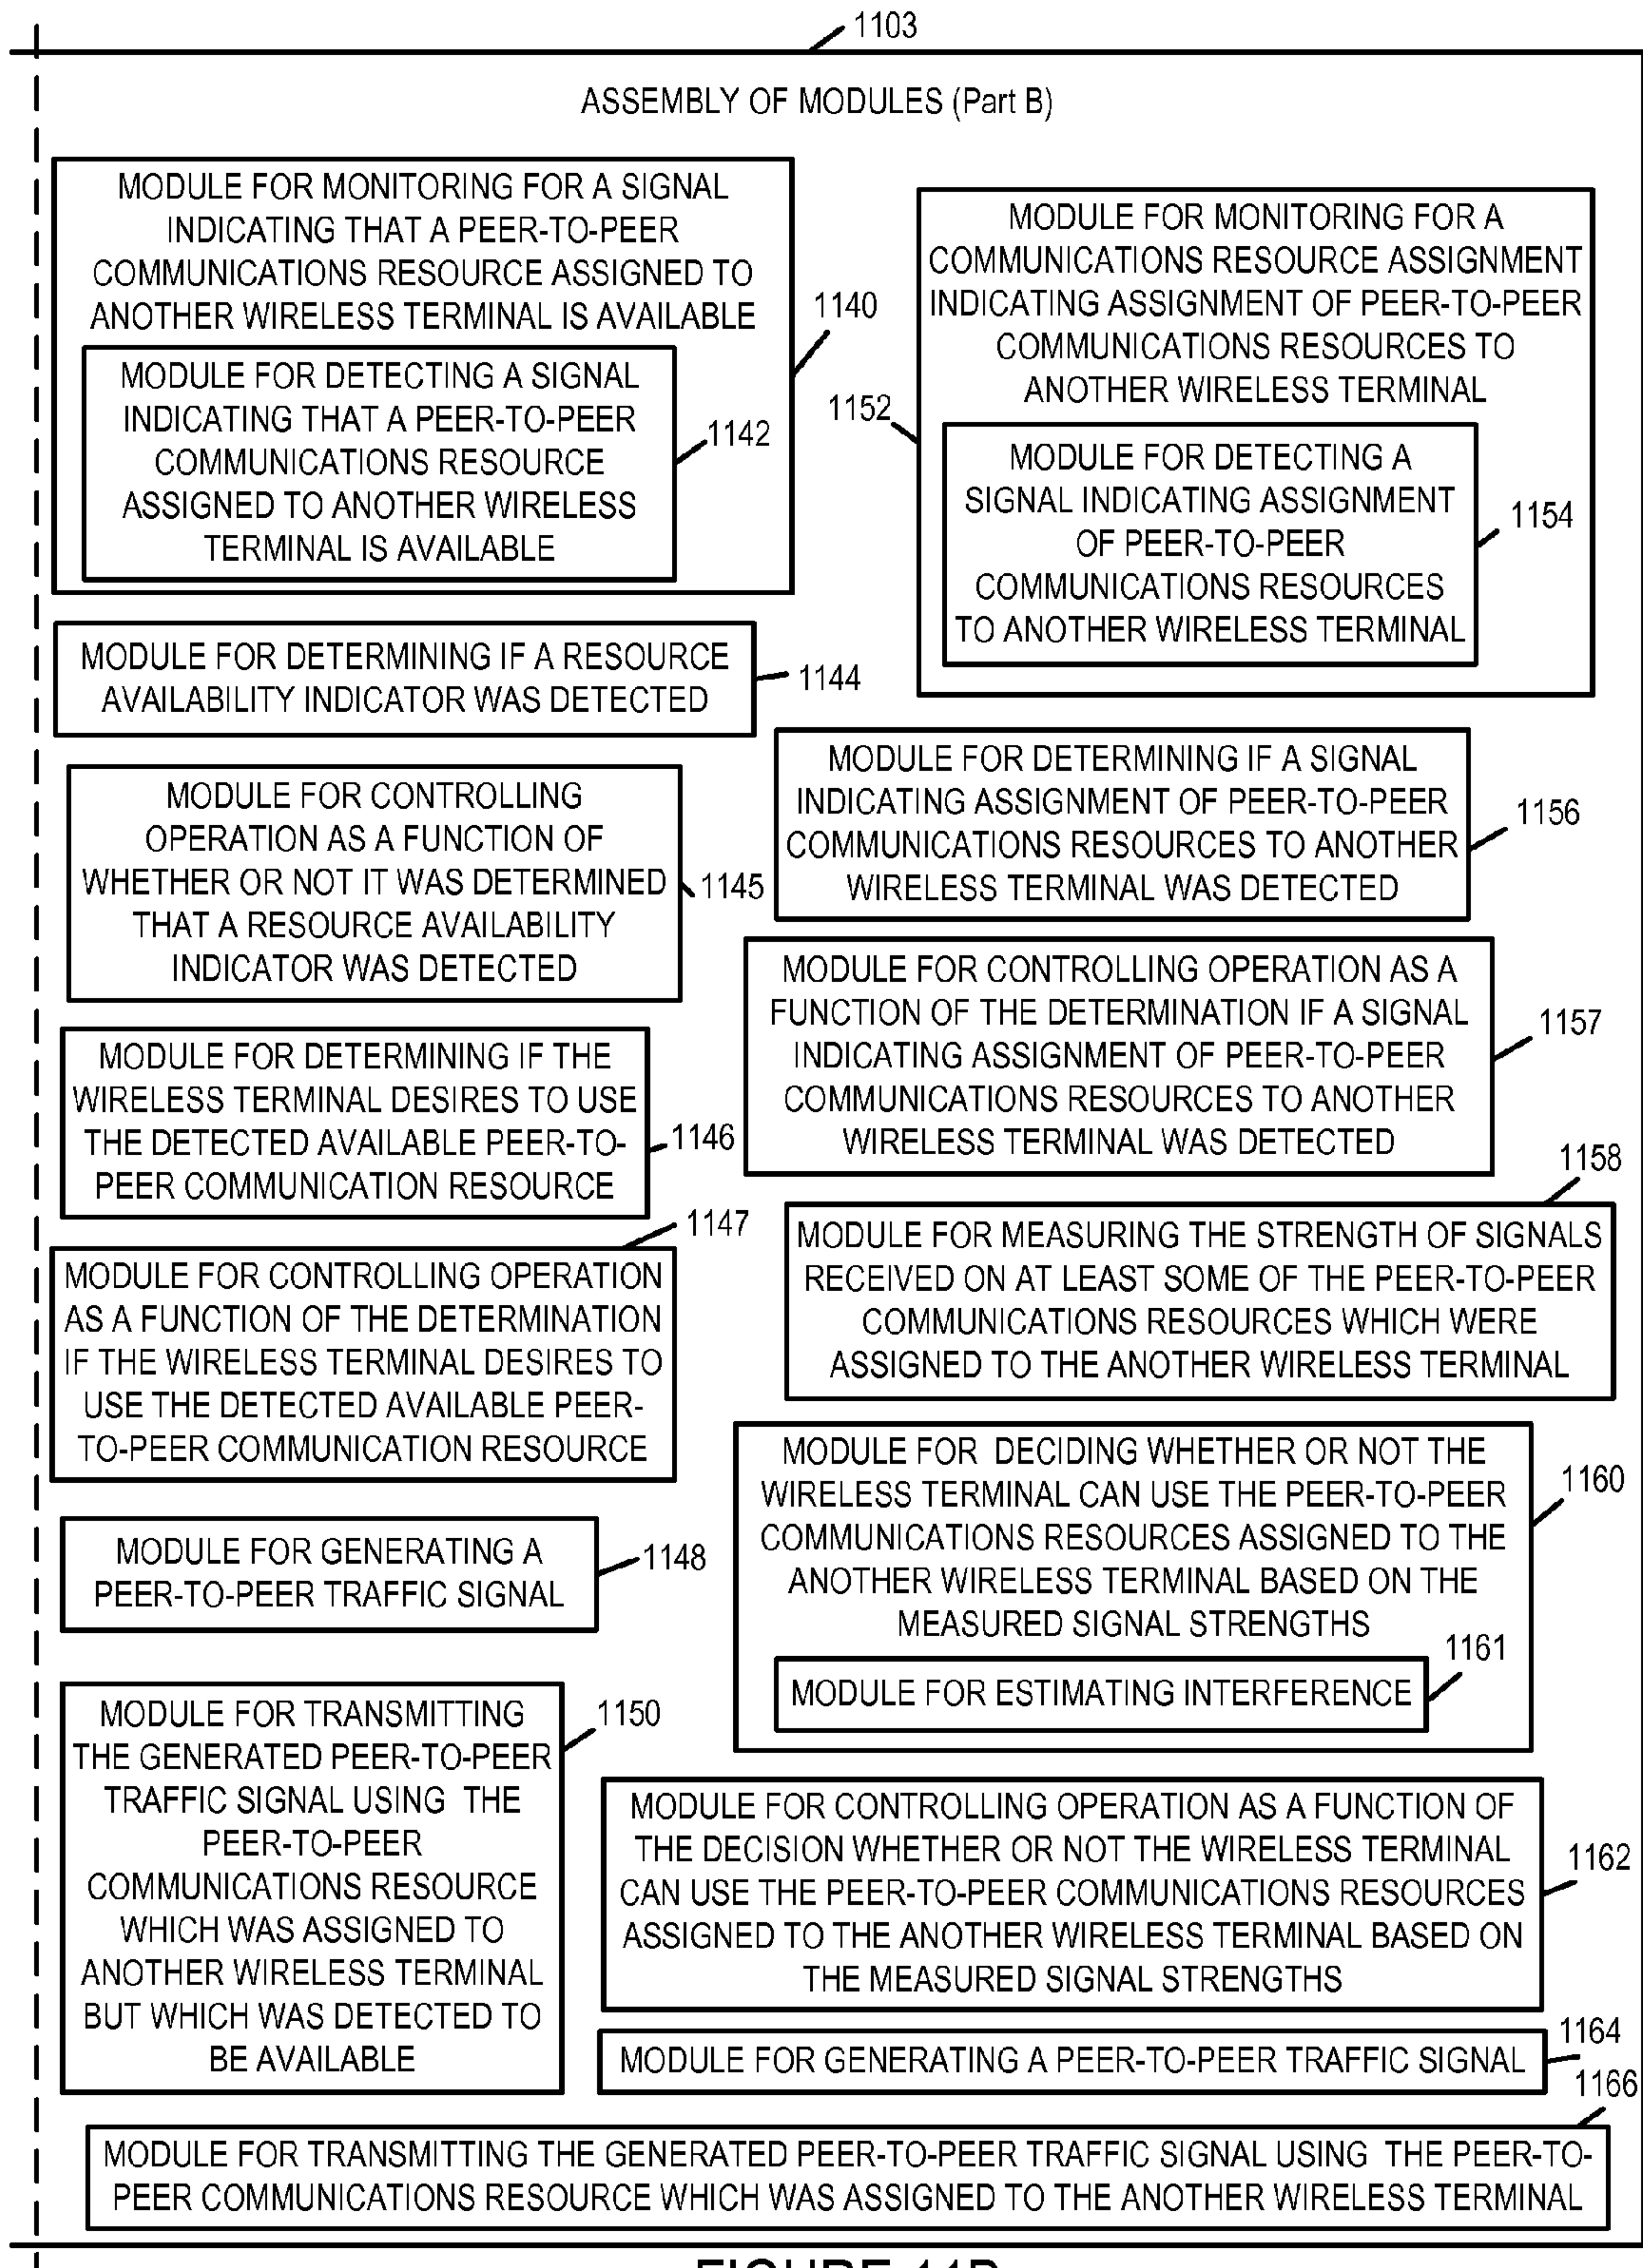 1103
ASSEMBLY OF MODULES (Part B)
MODULE FOR MONITORING FOR A SIGNAL
INDICATING THAT A PEER-TO-PEER
COMMUNICATIONS RESOURCE ASSIGNED TO
ANOTHER WIRELESS TERMINAL IS AVAILABLE
1140
MODULE FOR DETECTING A SIGNAL
INDICATING THAT A PEER-TO-PEER
COMMUNICATIONS RESOURCE
ASSIGNED TO ANOTHER WIRELESS
TERMINAL IS AVAILABLE
1142
MODULE FOR DETERMINING IF A RESOURCE
AVAILABILITY INDICATOR WAS DETECTED
1144
MODULE FOR CONTROLLING
OPERATION AS A FUNCTION OF
WHETHER OR NOT IT WAS DETERMINED
THAT A RESOURCE AVAILABILITY
INDICATOR WAS DETECTED
1145
MODULE FOR DETERMINING IF THE
WIRELESS TERMINAL DESIRES TO USE
THE DETECTED AVAILABLE PEER-TO-
PEER COMMUNICATION RESOURCE
1146
1147
MODULE FOR CONTROLLING OPERATION
AS A FUNCTION OF THE DETERMINATION
IF THE WIRELESS TERMINAL DESIRES TO
USE THE DETECTED AVAILABLE PEER-
TO-PEER COMMUNICATION RESOURCE
MODULE FOR GENERATING A
PEER-TO-PEER TRAFFIC SIGNAL
1148
MODULE FOR TRANSMITTING
THE GENERATED PEER-TO-PEER
TRAFFIC SIGNAL USING THE
PEER-TO-PEER
COMMUNICATIONS RESOURCE
WHICH WAS ASSIGNED TO
ANOTHER WIRELESS TERMINAL
BUT WHICH WAS DETECTED TO
BE AVAILABLE
1150
MODULE FOR MONITORING FOR A
COMMUNICATIONS RESOURCE ASSIGNMENT
INDICATING ASSIGNMENT OF PEER-TO-PEER
COMMUNICATIONS RESOURCES TO
ANOTHER WIRELESS TERMINAL
1152
MODULE FOR DETECTING A
SIGNAL INDICATING ASSIGNMENT
OF PEER-TO-PEER
COMMUNICATIONS RESOURCES
TO ANOTHER WIRELESS TERMINAL
1154
MODULE FOR DETERMINING IF A SIGNAL
INDICATING ASSIGNMENT OF PEER-TO-PEER
COMMUNICATIONS RESOURCES TO ANOTHER
WIRELESS TERMINAL WAS DETECTED
1156
MODULE FOR CONTROLLING OPERATION AS A
FUNCTION OF THE DETERMINATION IF A SIGNAL
INDICATING ASSIGNMENT OF PEER-TO-PEER
COMMUNICATIONS RESOURCES TO ANOTHER
WIRELESS TERMINAL WAS DETECTED
1157
1158
MODULE FOR MEASURING THE STRENGTH OF SIGNALS
RECEIVED ON AT LEAST SOME OF THE PEER-TO-PEER
COMMUNICATIONS RESOURCES WHICH WERE
ASSIGNED TO THE ANOTHER WIRELESS TERMINAL
MODULE FOR DECIDING WHETHER OR NOT THE
WIRELESS TERMINAL CAN USE THE PEER-TO-PEER
COMMUNICATIONS RESOURCES ASSIGNED TO THE
ANOTHER WIRELESS TERMINAL BASED ON THE
MEASURED SIGNAL STRENGTHS
1160
1161
MODULE FOR ESTIMATING INTERFERENCE
MODULE FOR CONTROLLING OPERATION AS A FUNCTION OF
THE DECISION WHETHER OR NOT THE WIRELESS TERMINAL
CAN USE THE PEER-TO-PEER COMMUNICATIONS RESOURCES
ASSIGNED TO THE ANOTHER WIRELESS TERMINAL BASED ON
THE MEASURED SIGNAL STRENGTHS
1162
MODULE FOR GENERATING A PEER-TO-PEER TRAFFIC SIGNAL
1164
1166
MODULE FOR TRANSMITTING THE GENERATED PEER-TO-PEER TRAFFIC SIGNAL USING THE PEER-TO-
PEER COMMUNICATIONS RESOURCE WHICH WAS ASSIGNED TO THE ANOTHER WIRELESS TERMINAL